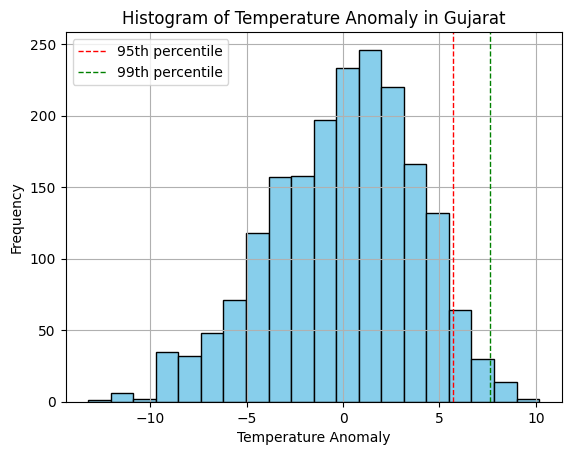 Histogram of Temperature Anomaly in Gujarat
95th percentile
99th percentile
Frequency
250
200
150
100
50
0
−10
−5
0
5
10
Temperature Anomaly